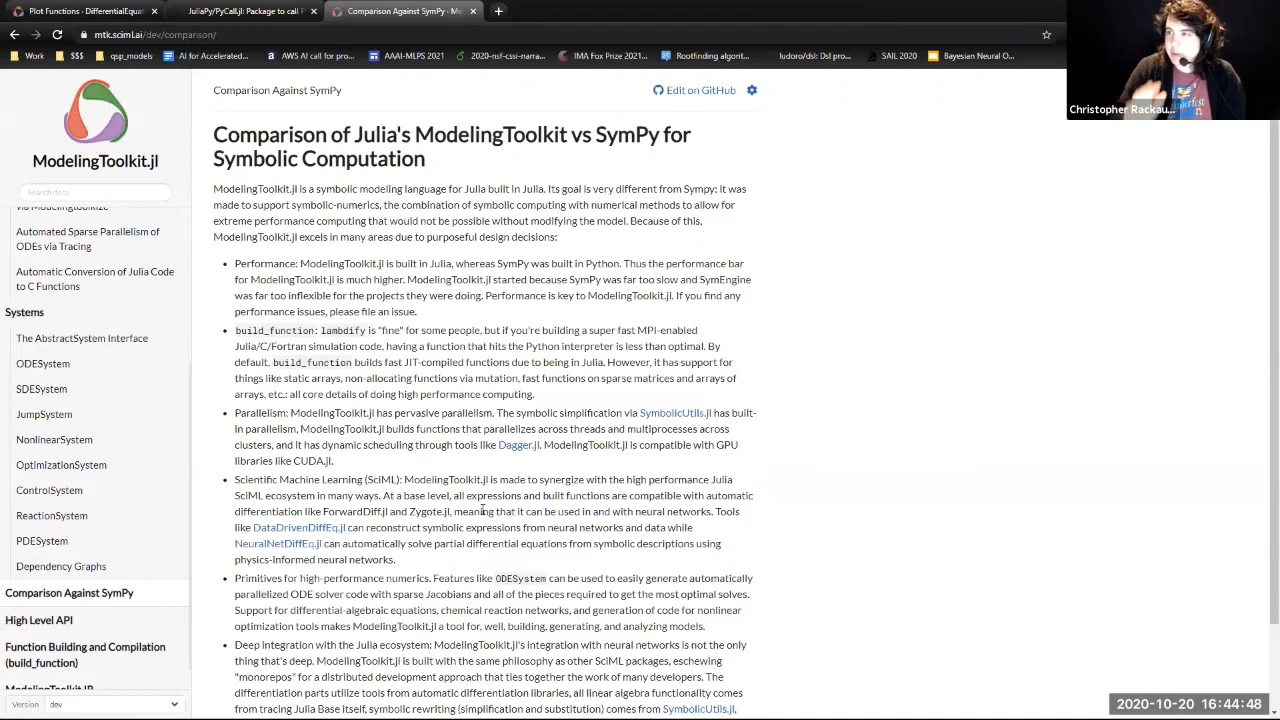 Plot Functions · DifferentialEquat
JuliaPy/PyCall.jl: Package to call P
Comparison Against SymPy · Mo
mtk.sciml.ai/dev/comparison/
Work
$$$
qsp_models
AI for Accelerated...
AWS AI call for pro...
AAAI-MLPS 2021
2020-nsf-cssi-narra...
IMA Fox Prize 2021...
Rootfinding algorit...
ludoro/dsl: Dsl pro...
SAIL 2020
Bayesian Neural O...
Christopher Rackau...
ModelingToolkit.jl
Search docs
via modelingtoolkitize
Automated Sparse Parallelism of
ODEs via Tracing
Automatic Conversion of Julia Code
to C Functions
Systems
The AbstractSystem Interface
ODESystem
SDESystem
JumpSystem
NonlinearSystem
OptimizationSystem
ControlSystem
ReactionSystem
PDESystem
Dependency Graphs
Comparison Against SymPy
High Level API
Function Building and Compilation
(build_function)
ModelingToolkit IR
Version dev
Comparison Against SymPy
Edit on GitHub
Comparison of Julia's ModelingToolkit vs SymPy for
Symbolic Computation
ModelingToolkit.jl is a symbolic modeling language for Julia built in Julia. Its goal is very different from Sympy: it was
made to support symbolic-numerics, the combination of symbolic computing with numerical methods to allow for
extreme performance computing that would not be possible without modifying the model. Because of this,
ModelingToolkit.jl excels in many areas due to purposeful design decisions:
• Performance: ModelingToolkit.jl is built in Julia, whereas SymPy was built in Python. Thus the performance bar
for ModelingToolkit.jl is much higher. ModelingToolkit.jl started because SymPy was far too slow and SymEngine
was far too inflexible for the projects they were doing. Performance is key to ModelingToolkit.jl. If you find any
performance issues, please file an issue.
• build_function: lambdify is "fine" for some people, but if you're building a super fast MPI-enabled
Julia/C/Fortran simulation code, having a function that hits the Python interpreter is less than optimal. By
default, build_function builds fast JIT-compiled functions due to being in Julia. However, it has support for
things like static arrays, non-allocating functions via mutation, fast functions on sparse matrices and arrays of
arrays, etc.: all core details of doing high performance computing.
• Parallelism: ModelingToolkit.jl has pervasive parallelism. The symbolic simplification via SymbolicUtils.jl has built-
in parallelism, ModelingToolkit.jl builds functions that parallelizes across threads and multiprocesses across
clusters, and it has dynamic scheduling through tools like Dagger.jl. ModelingToolkit.jl is compatible with GPU
libraries like CUDA.jl.
• Scientific Machine Learning (SciML): ModelingToolkit.jl is made to synergize with the high performance Julia
SciML ecosystem in many ways. At a base level, all expressions and built functions are compatible with automatic
differentiation like ForwardDiff.jl and Zygote.jl, meaning that it can be used in and with neural networks. Tools
like DataDrivenDiffEq.jl can reconstruct symbolic expressions from neural networks and data while
NeuralNetDiffEq.jl can automatically solve partial differential equations from symbolic descriptions using
physics-informed neural networks.
• Primitives for high-performance numerics. Features like ODESystem can be used to easily generate automatically
parallelized ODE solver code with sparse Jacobians and all of the pieces required to get the most optimal solves.
Support for differential-algebraic equations, chemical reaction networks, and generation of code for nonlinear
optimization tools makes ModelingToolkit.jl a tool for, well, building, generating, and analyzing models.
• Deep integration with the Julia ecosystem: ModelingToolkit.jl's integration with neural networks is not the only
thing that's deep. ModelingToolkit.jl is built with the same philosophy as other SciML packages, eschewing
"monorepos" for a distributed development approach that ties together the work of many developers. The
differentiation parts utilize tools from automatic differentiation libraries, all linear algebra functionality comes
from tracing Julia Base itself, symbolic rewriting (simplification and substitution) comes from SymbolicUtils.jl,
2020-10-20 16:44:48